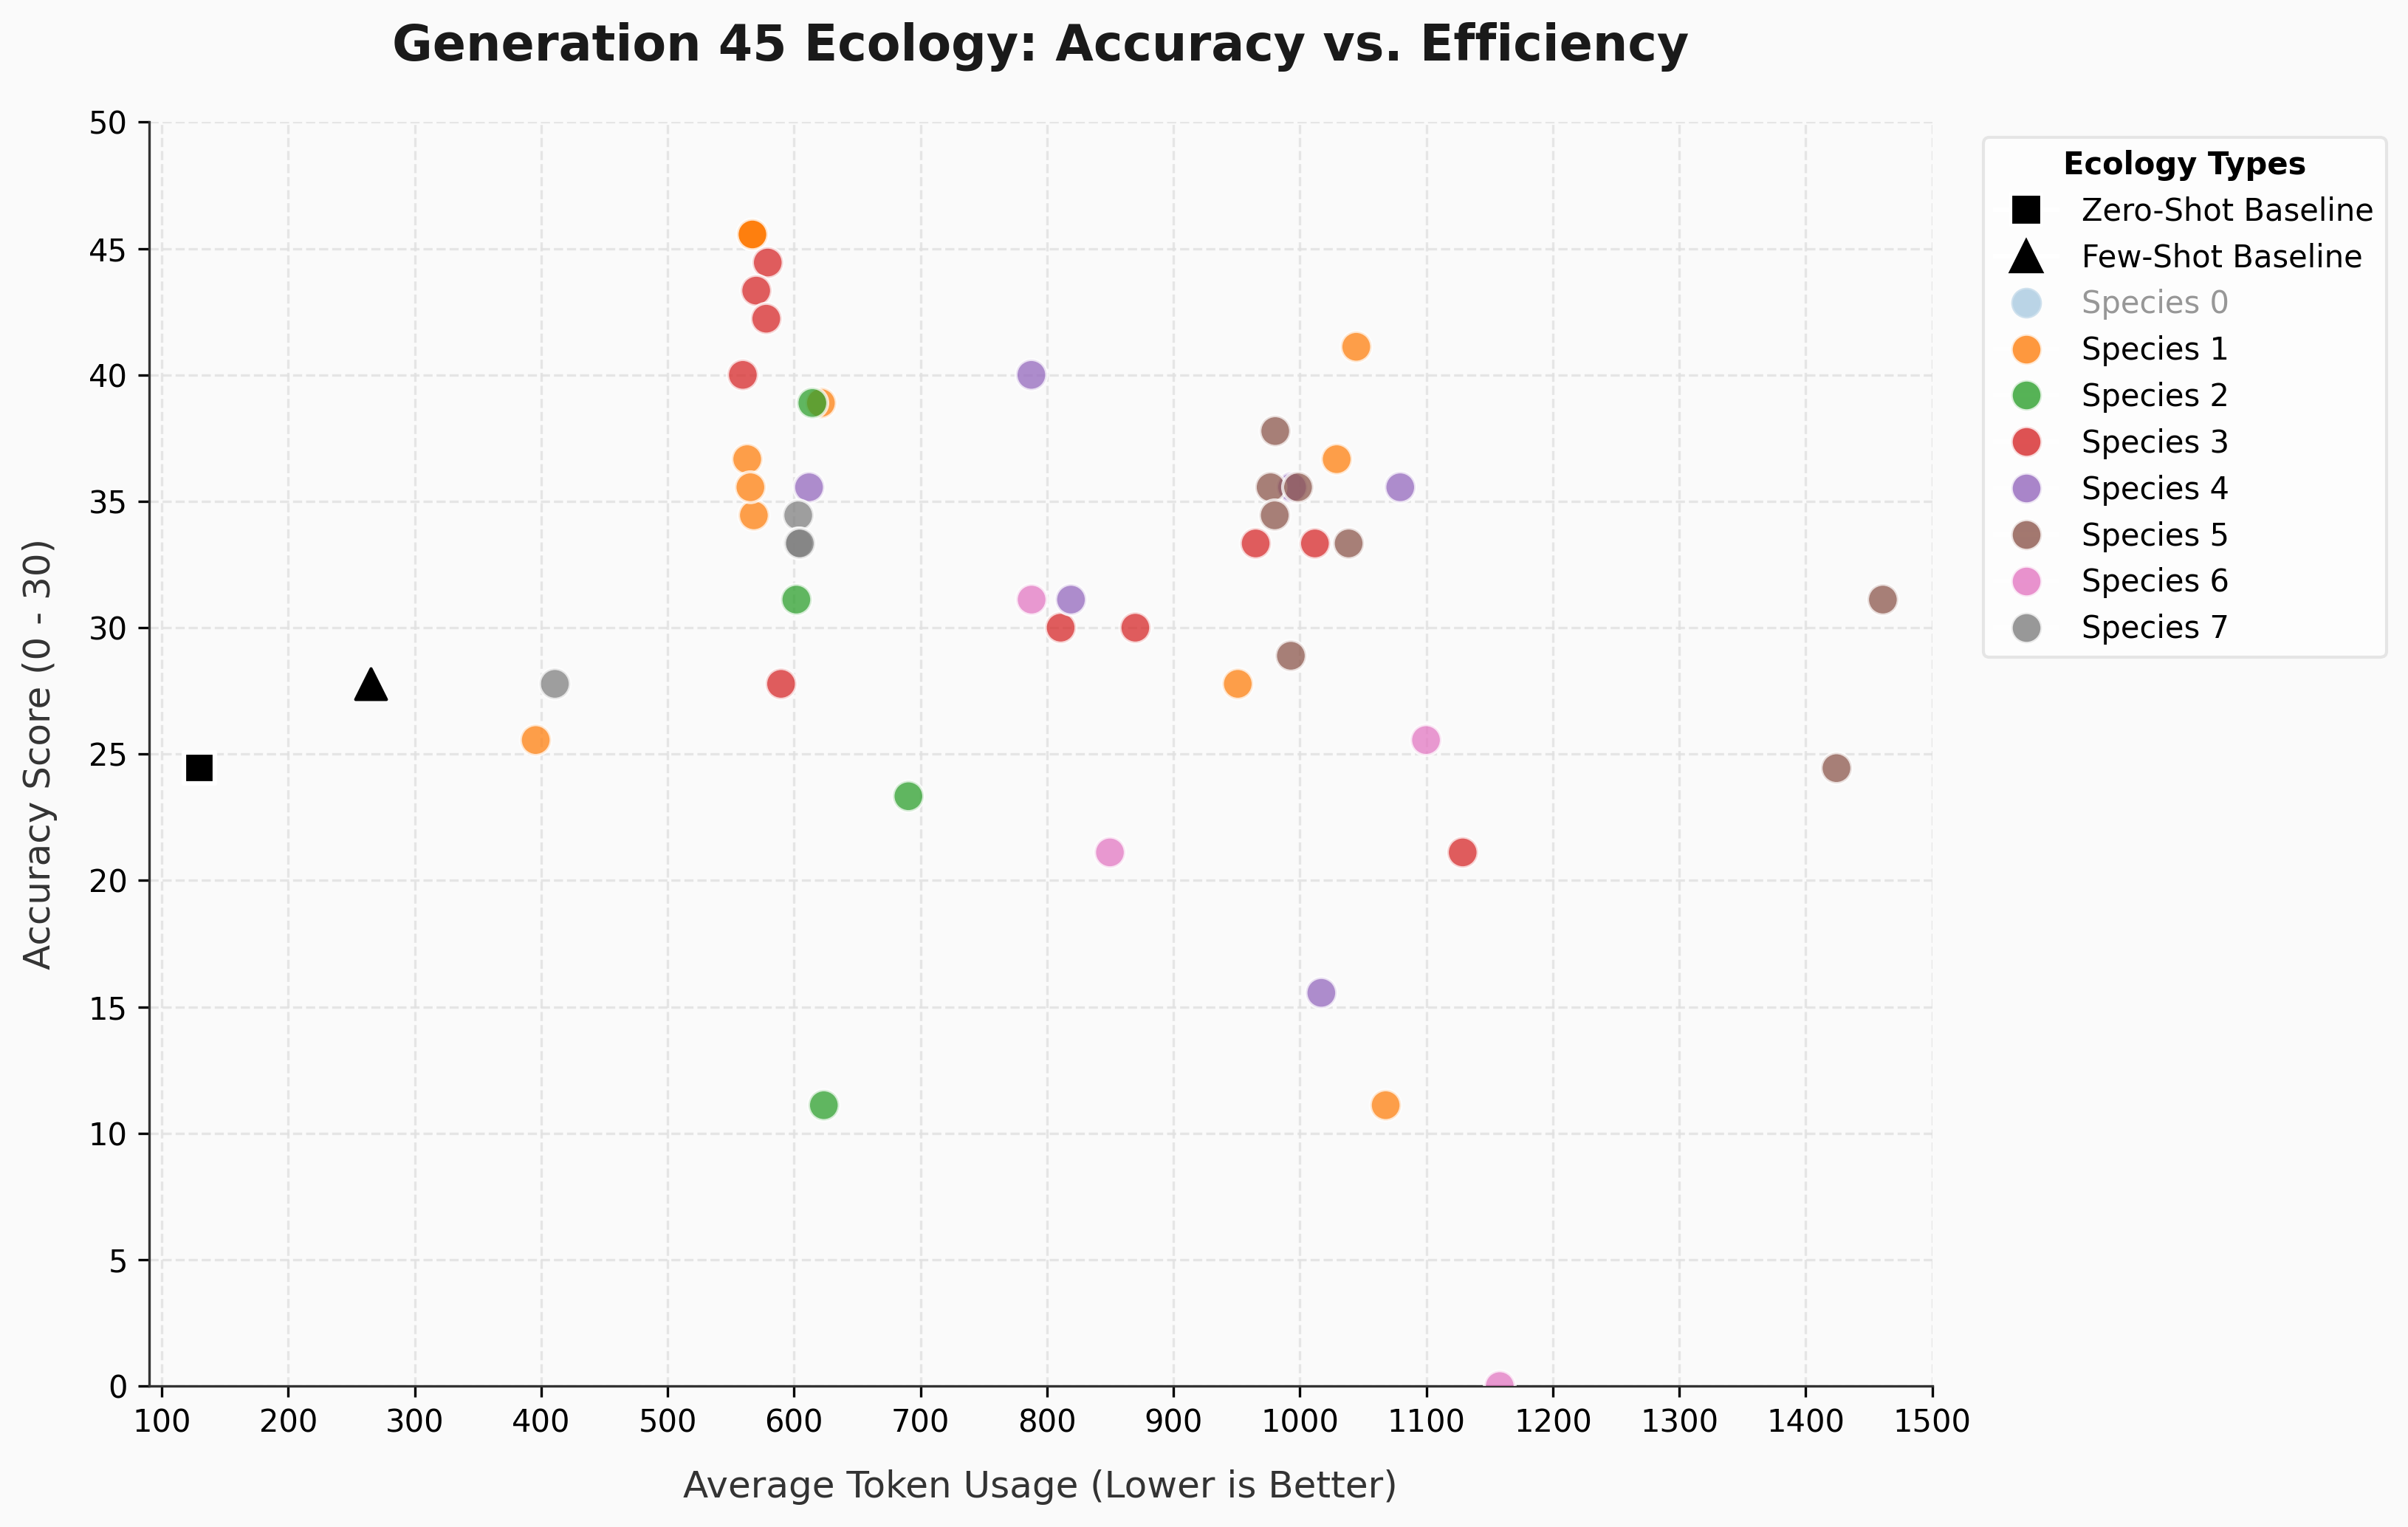 Generation 45 Ecology: Accuracy vs. Efficiency
50
45
40
35
30
25
20
15
10
5
0
Accuracy Score (0 - 30)
100 200 300 400 500 600 700 800 900 1000 1100 1200 1300 1400 1500
Average Token Usage (Lower is Better)
Ecology Types
Zero-Shot Baseline
Few-Shot Baseline
Species 0
Species 1
Species 2
Species 3
Species 4
Species 5
Species 6
Species 7